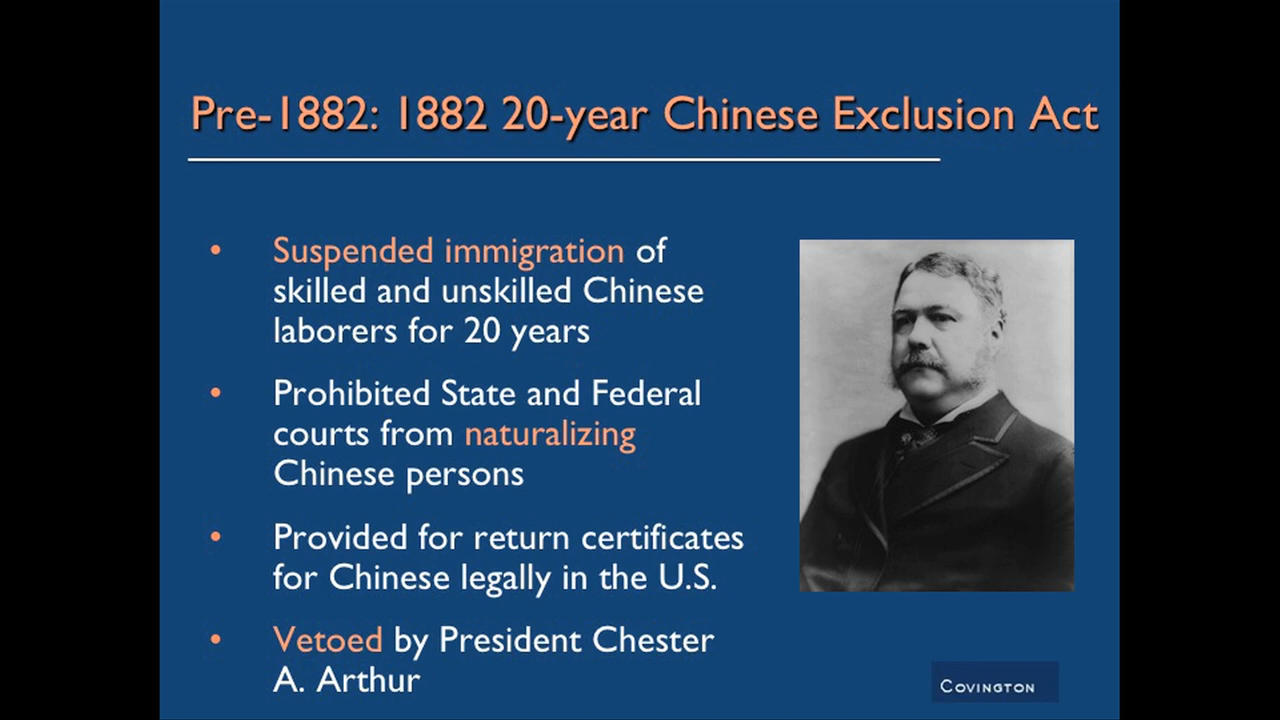 Pre-1882: 1882 20-year Chinese Exclusion Act
• Suspended immigration of
skilled and unskilled Chinese
laborers for 20 years
• Prohibited State and Federal
courts from naturalizing
Chinese persons
• Provided for return certificates
for Chinese legally in the U.S.
• Vetoed by President Chester
A. Arthur
COVINGTON